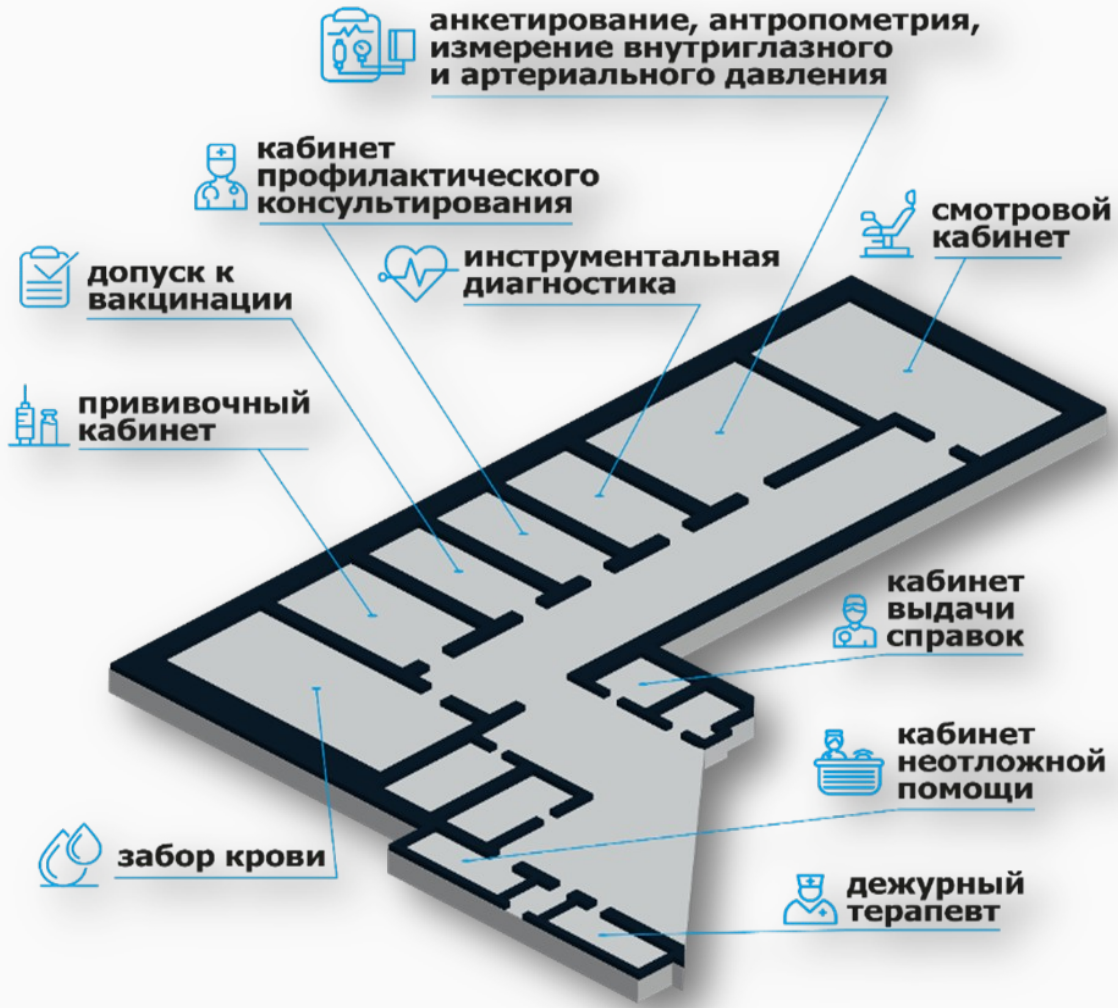 анкетирование, антропометрия,
измерение внутриглазного
и артериального давления
кабинет
профилактического
консультирования
смотровой
кабинет
инструментальная
диагностика
допуск к
вакцинации
прививочный
кабинет
кабинет
выдачи
справок
кабинет
неотложной
помощи
забор крови
дежурный
терапевт